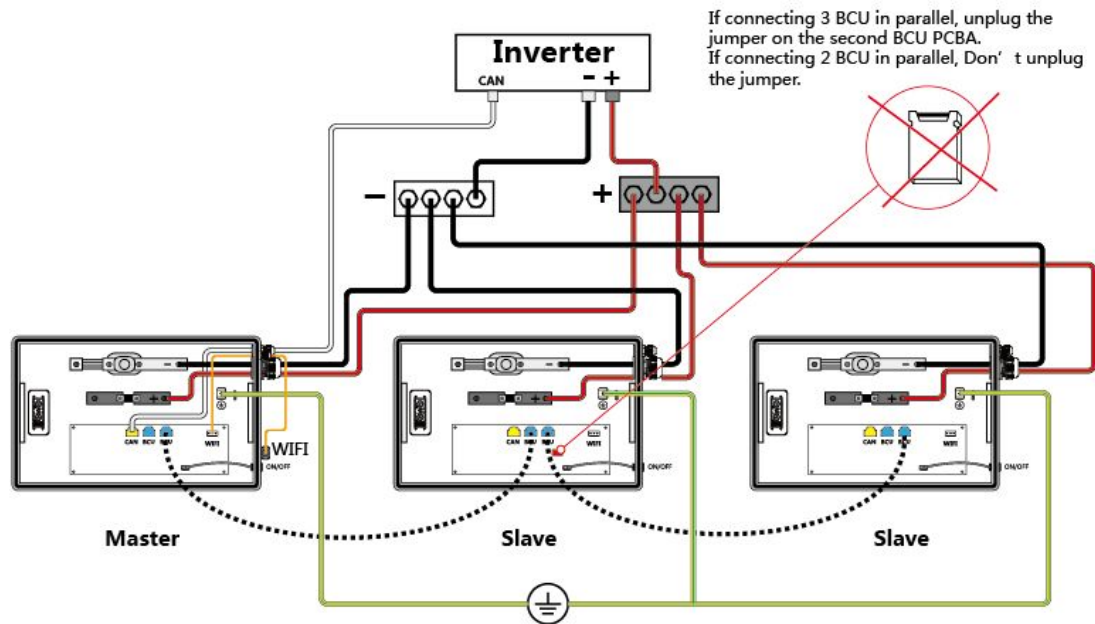 If connecting 3 BCU in parallel, unplug the
jumper on the second BCU PCBA.
If connecting 2 BCU in parallel, Don’ t unplug
the jumper.
Inverter
CAN
- +
-
+
- 
+
CAN BCU BCU WIFI
WIFI
ON/OFF
-
+
CAN BCU BCU WIFI
ON/OFF
-
+
CAN BCU BCU WIFI
ON/OFF
Master
Slave
Slave